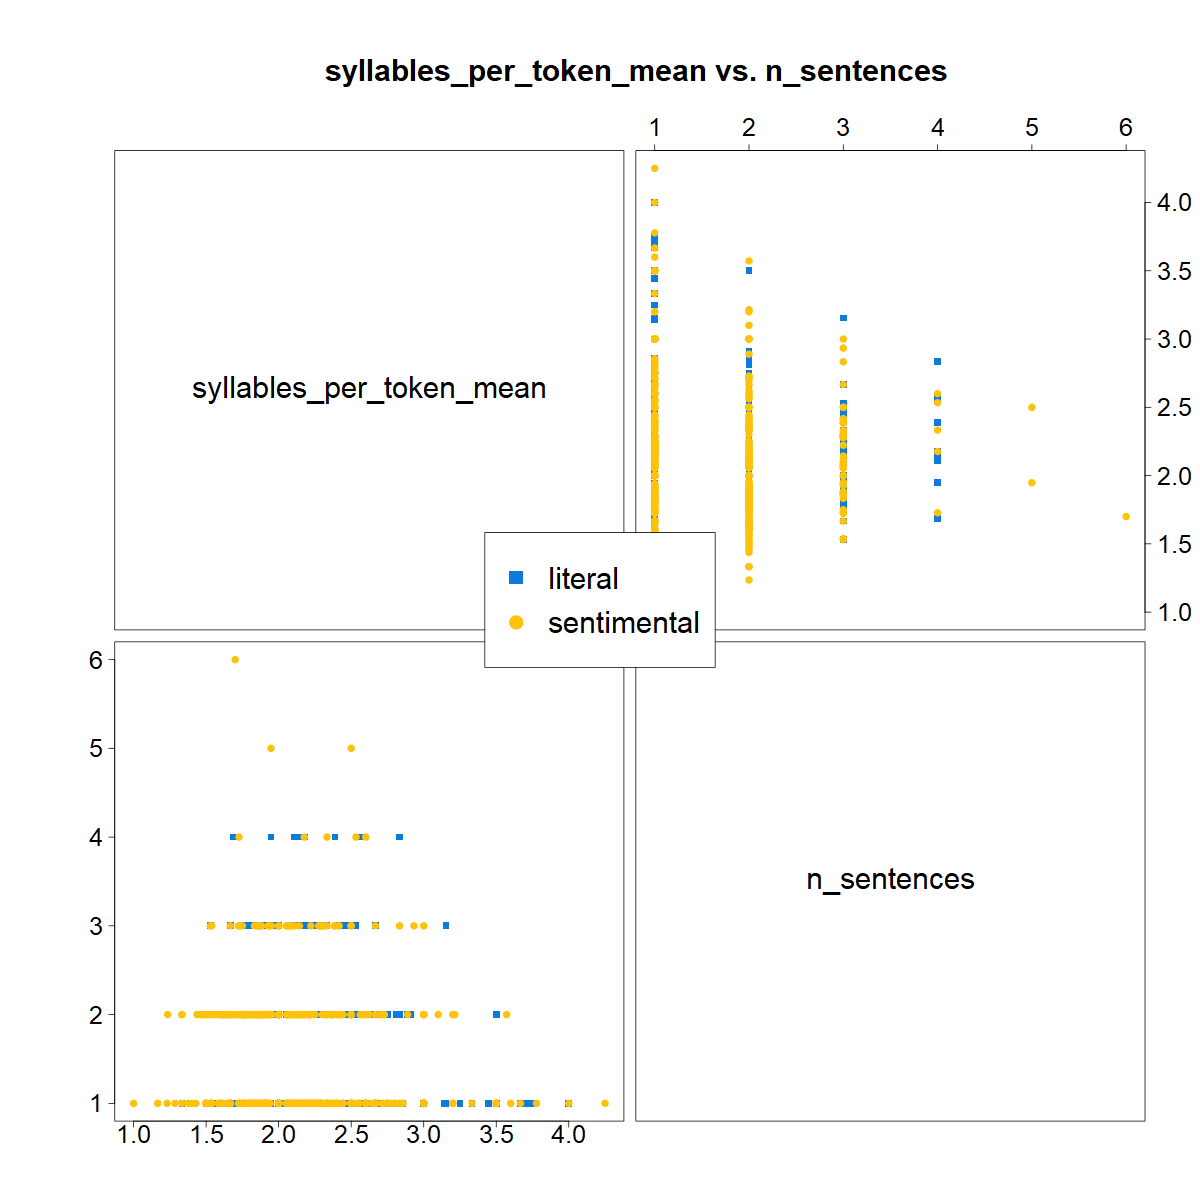 syllables_per_token_mean vs. n_sentences
1 2 3 4 5 6
syllables_per_token_mean
4.0
3.5
3.0
2.5
2.0
1.5
1.0
literal
sentimental
6
5
4
3
2
1
n_sentences
1.0 1.5 2.0 2.5 3.0 3.5 4.0